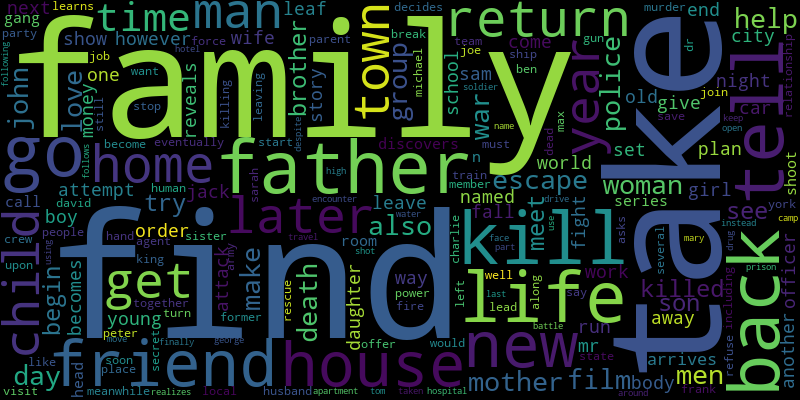 family
find
take
father
kill
life
friend
house
new
back
home
tell
go
get
later
man
time
return
town
year
child
film
mother
woman
escape
police
men
son
killed
also
death
day
try
help
love
john
war
group
brother
daughter
make
attack
begin
see
plan
young
school
story
leaf
wife
show
however
one
money
reveals
gang
next
learns
party
job
force
parent
break
michael
team
joe
ship
ben
come
sam
city
end
night
car
old
give
girl
set
world
series
named
meet
fight
fall
leave
way
work
run
mr
body
arrives
away
officer
another
shoot
murder
decides
dr
join
gun
save
keep
open
relationship
york
camp
instead
several
mary
drug
prison
including
refuse
state
frank
around
asks
use
drive
face
part
charlie
encounter
water
member
train
dead
max
must
name
soldier
discovers
despite
high
start
leaving
killing
stop
want
hotel
still
following
follows
become
eventually
human
sarah
jack
attempt
call
david
boy
crew
people
upon
using
becomes
order
hand
sister
agent
king
together
peter
turn
former
secret
move
finally
george
soon
place
like
head
visit
meanwhile
realizes
local
husband
apartment
tom
taken
hospital
offer
would
battle
lead
left
well
last
along
say
power
fire
room
shot
rescue
travel
army